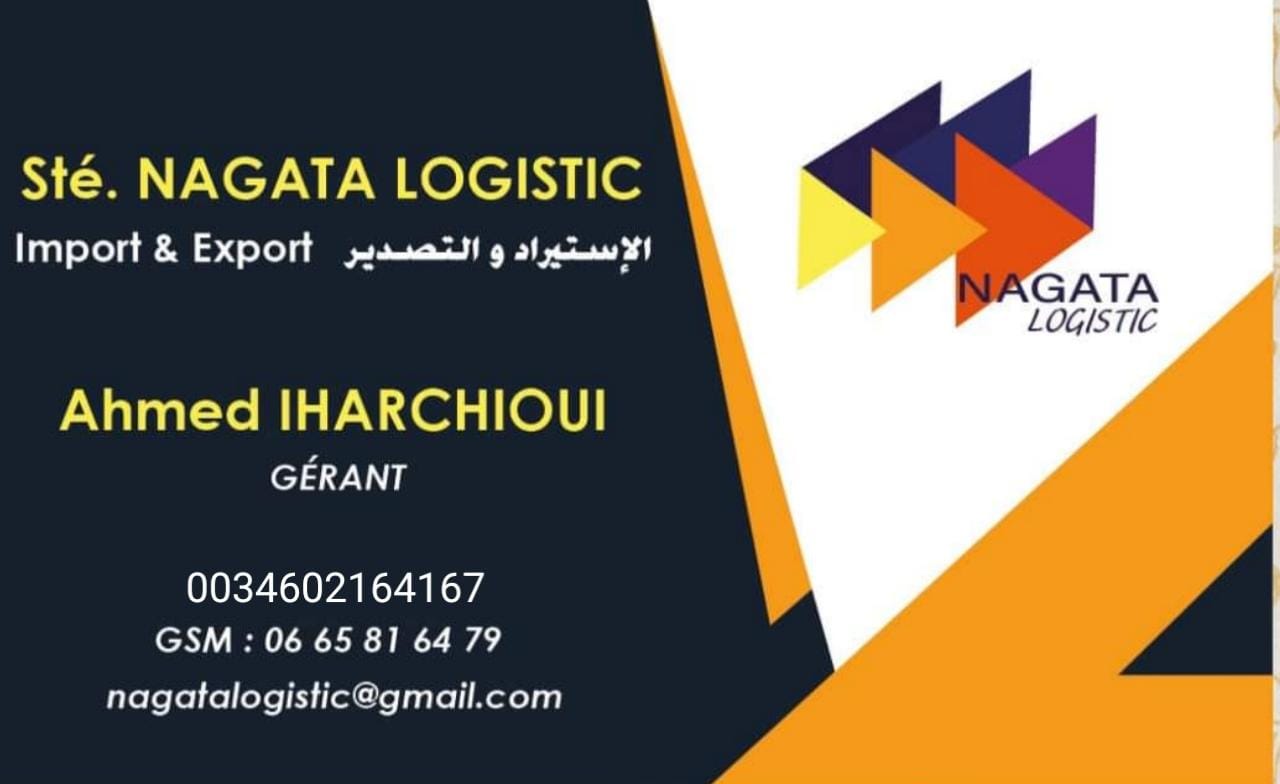 Sté. NAGATA LOGISTIC
Import & Export الإستيراد و التصدير
Ahmed IHARCHIOUI
GÉRANT
0034602164167
GSM : 06 65 81 64 79
nagatalogistic@gmail.com
NAGATA
LOGISTIC